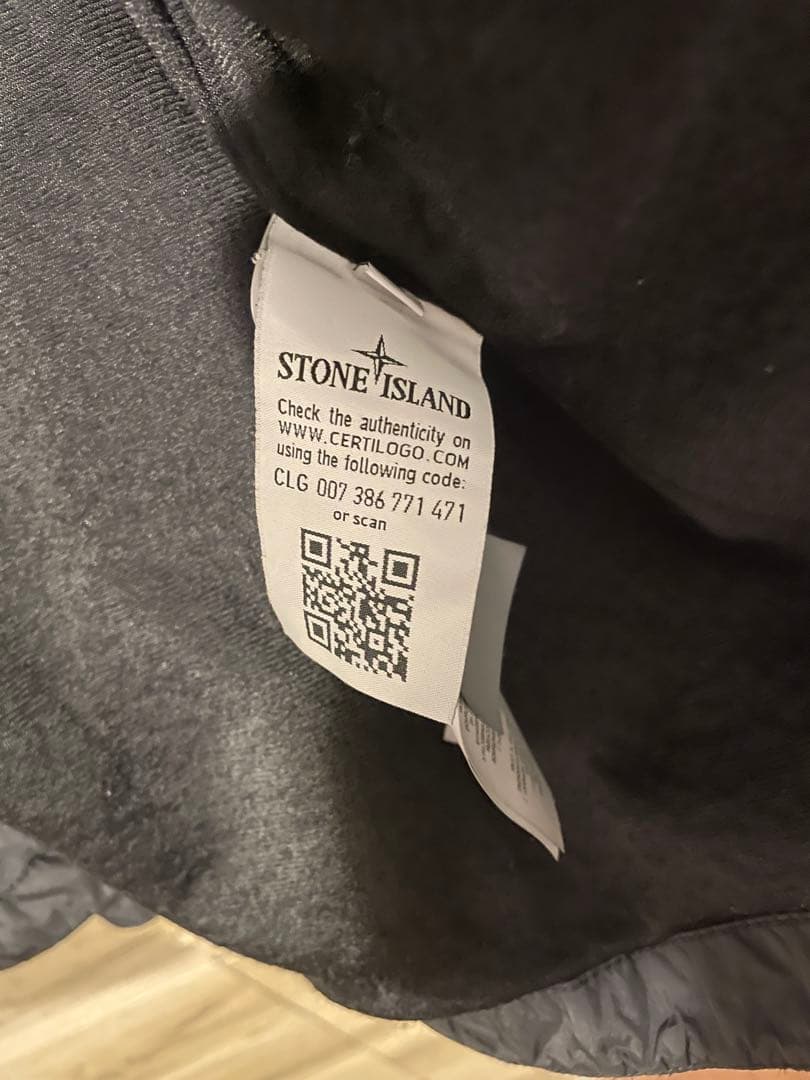 STONE ISLAND
Check the authenticity on
WWW.CERTILOGO.COM
using the following code:
CLG 007 386 771 471
or scan